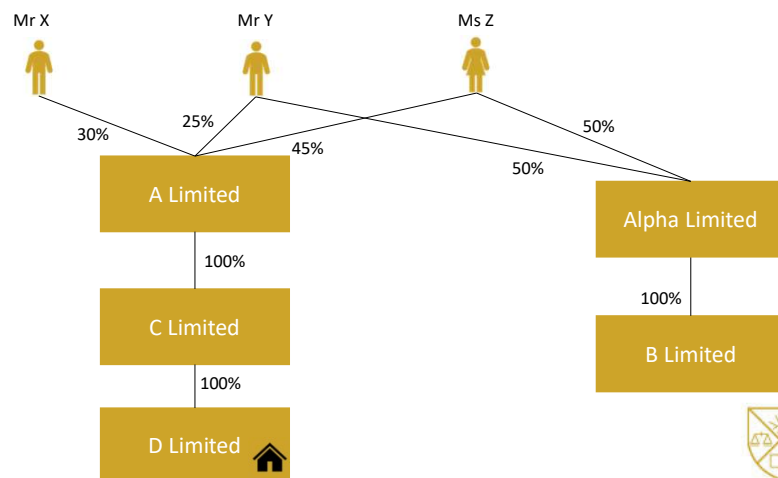 Mr X
Mr Y
Ms Z
30%
25%
45%
50%
50%
A Limited
Alpha Limited
100%
100%
C Limited
B Limited
100%
D Limited